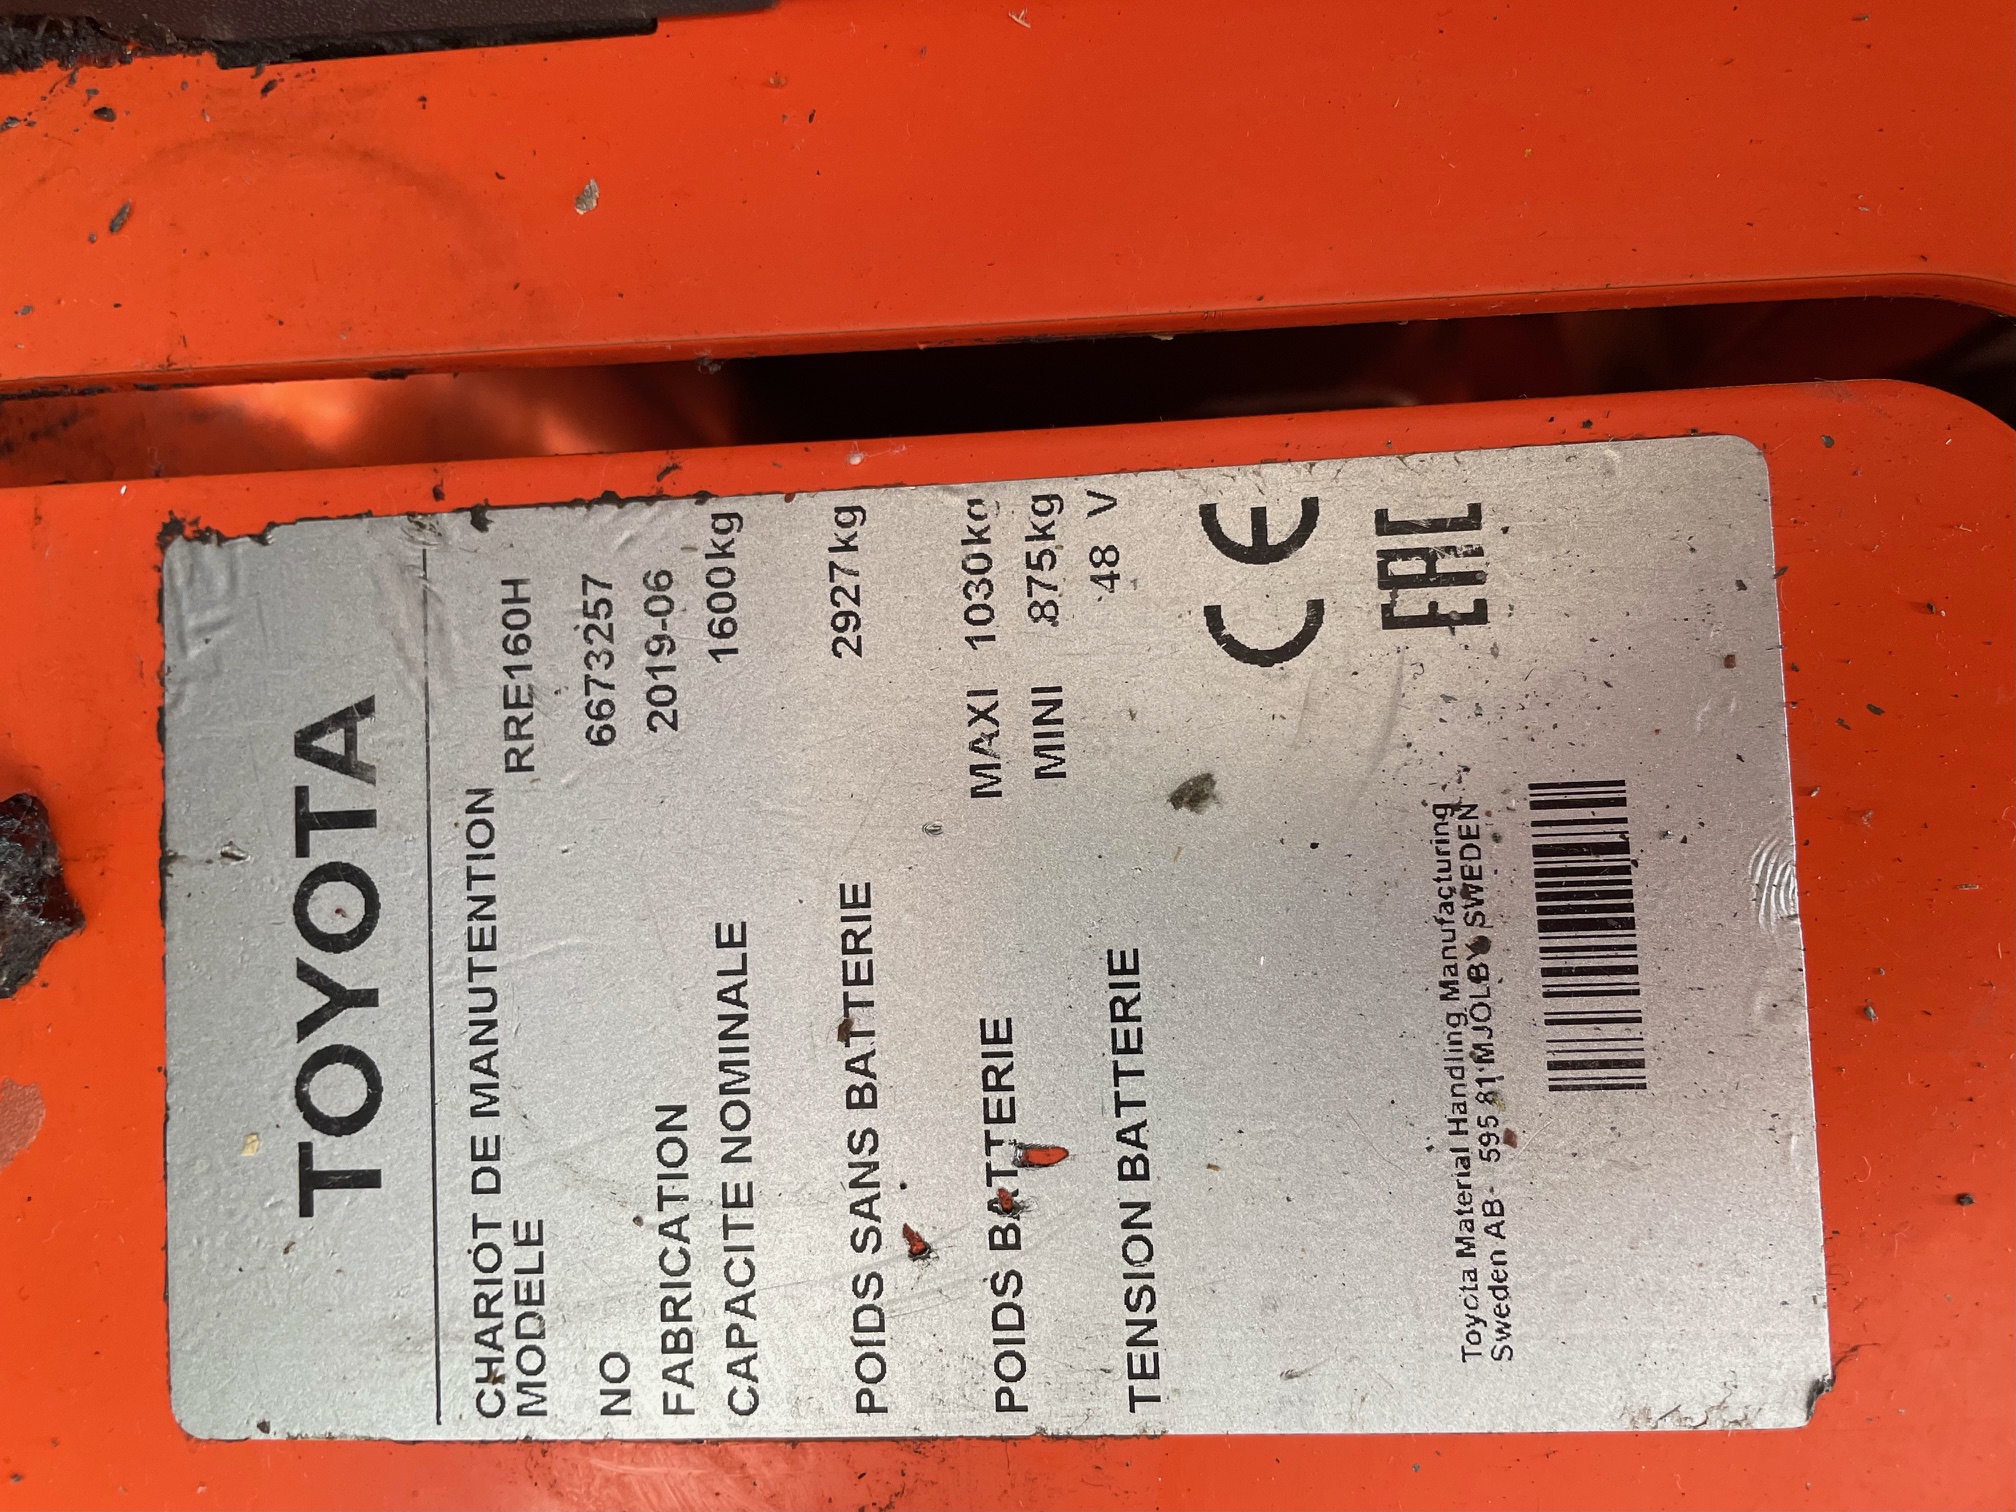 TOYOTA
CHARIOT DE MANUTENTION
MODELE RRE160H
NO 6673257
FABRICATION 2019-06
CAPACITE NOMINALE 1600kg
POIDS SANS BATTERIE 2927kg
POIDS BATTERIE MAXI 1030kg
MINI 875kg
TENSION BATTERIE 48 V
CE
EAC
Toyota Material Handling Manufacturing
Sweden AB- 595 81 MJÖLBY SWEDEN